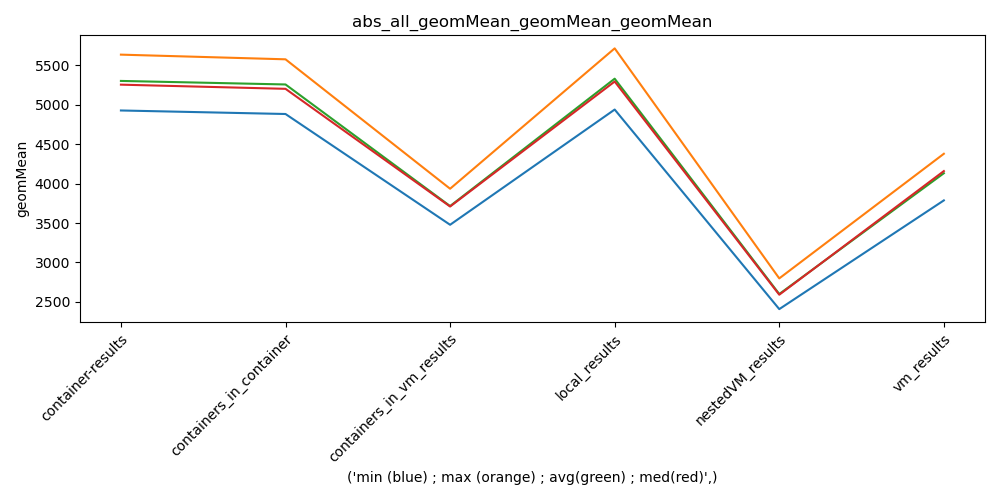 abs_all_geomMean_geomMean_geomMean
geomMean
5500
5000
4500
4000
3500
3000
2500
container-results
containers_in_container
containers_in_vm_results
local_results
nestedVM_results
vm_results
('min (blue) ; max (orange) ; avg(green) ; med(red)',)